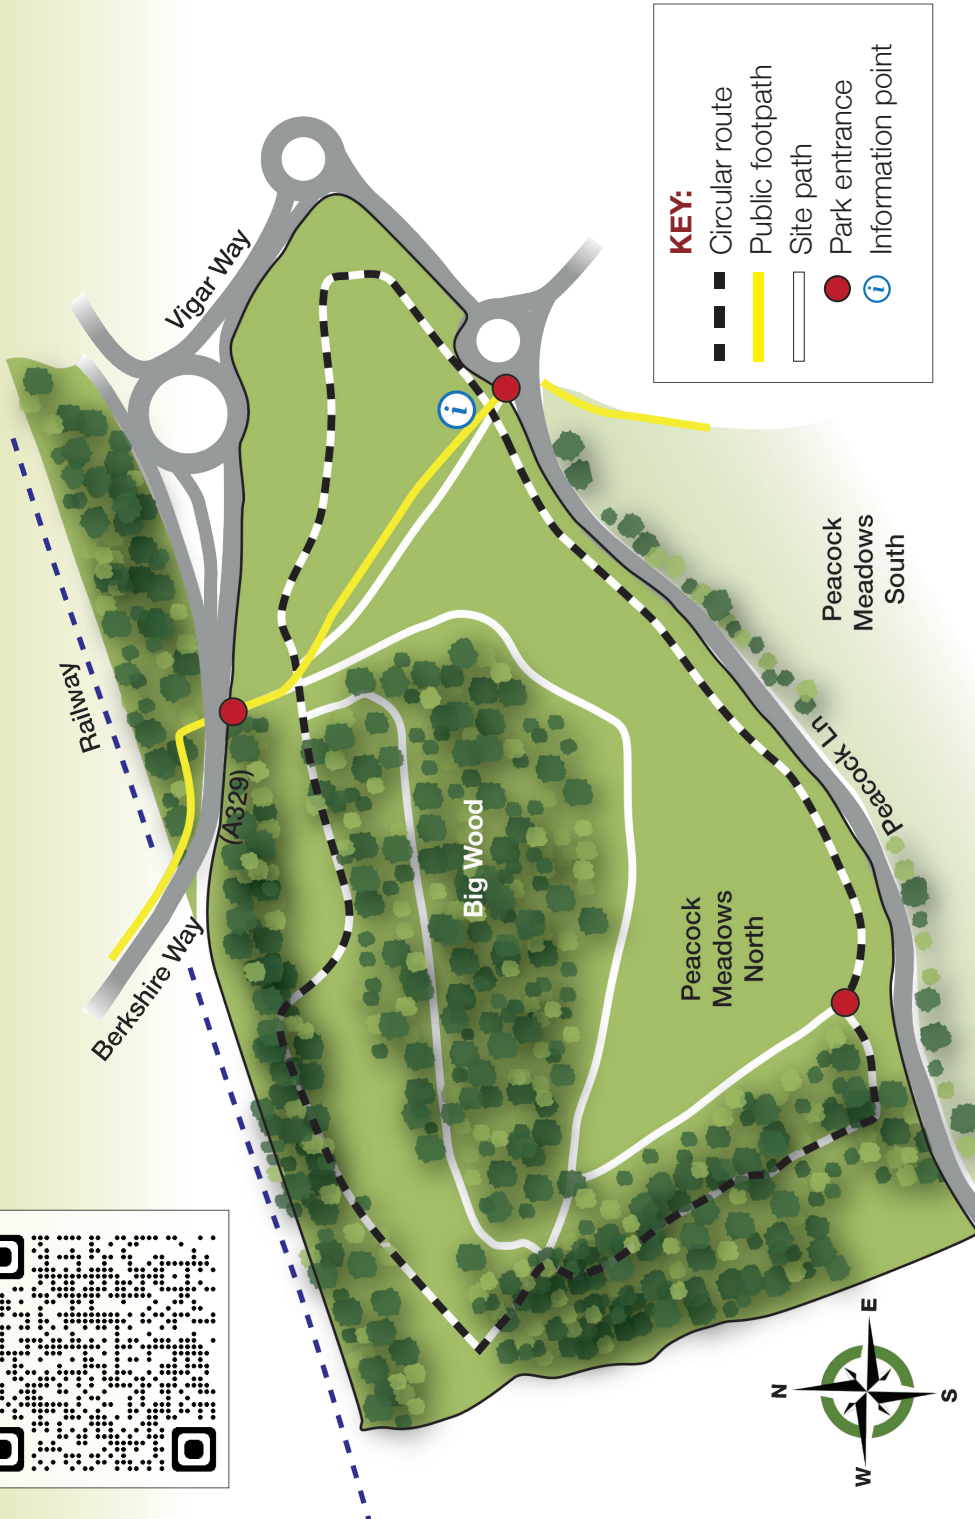 Railway
Vigar Way
Berkshire Way
(A329)
Big Wood
Peacock
Meadows
North
Peacock Ln
Peacock
Meadows
South
i
KEY:
Circular route
Public footpath
Site path
Park entrance
i Information point
N
E
S
W